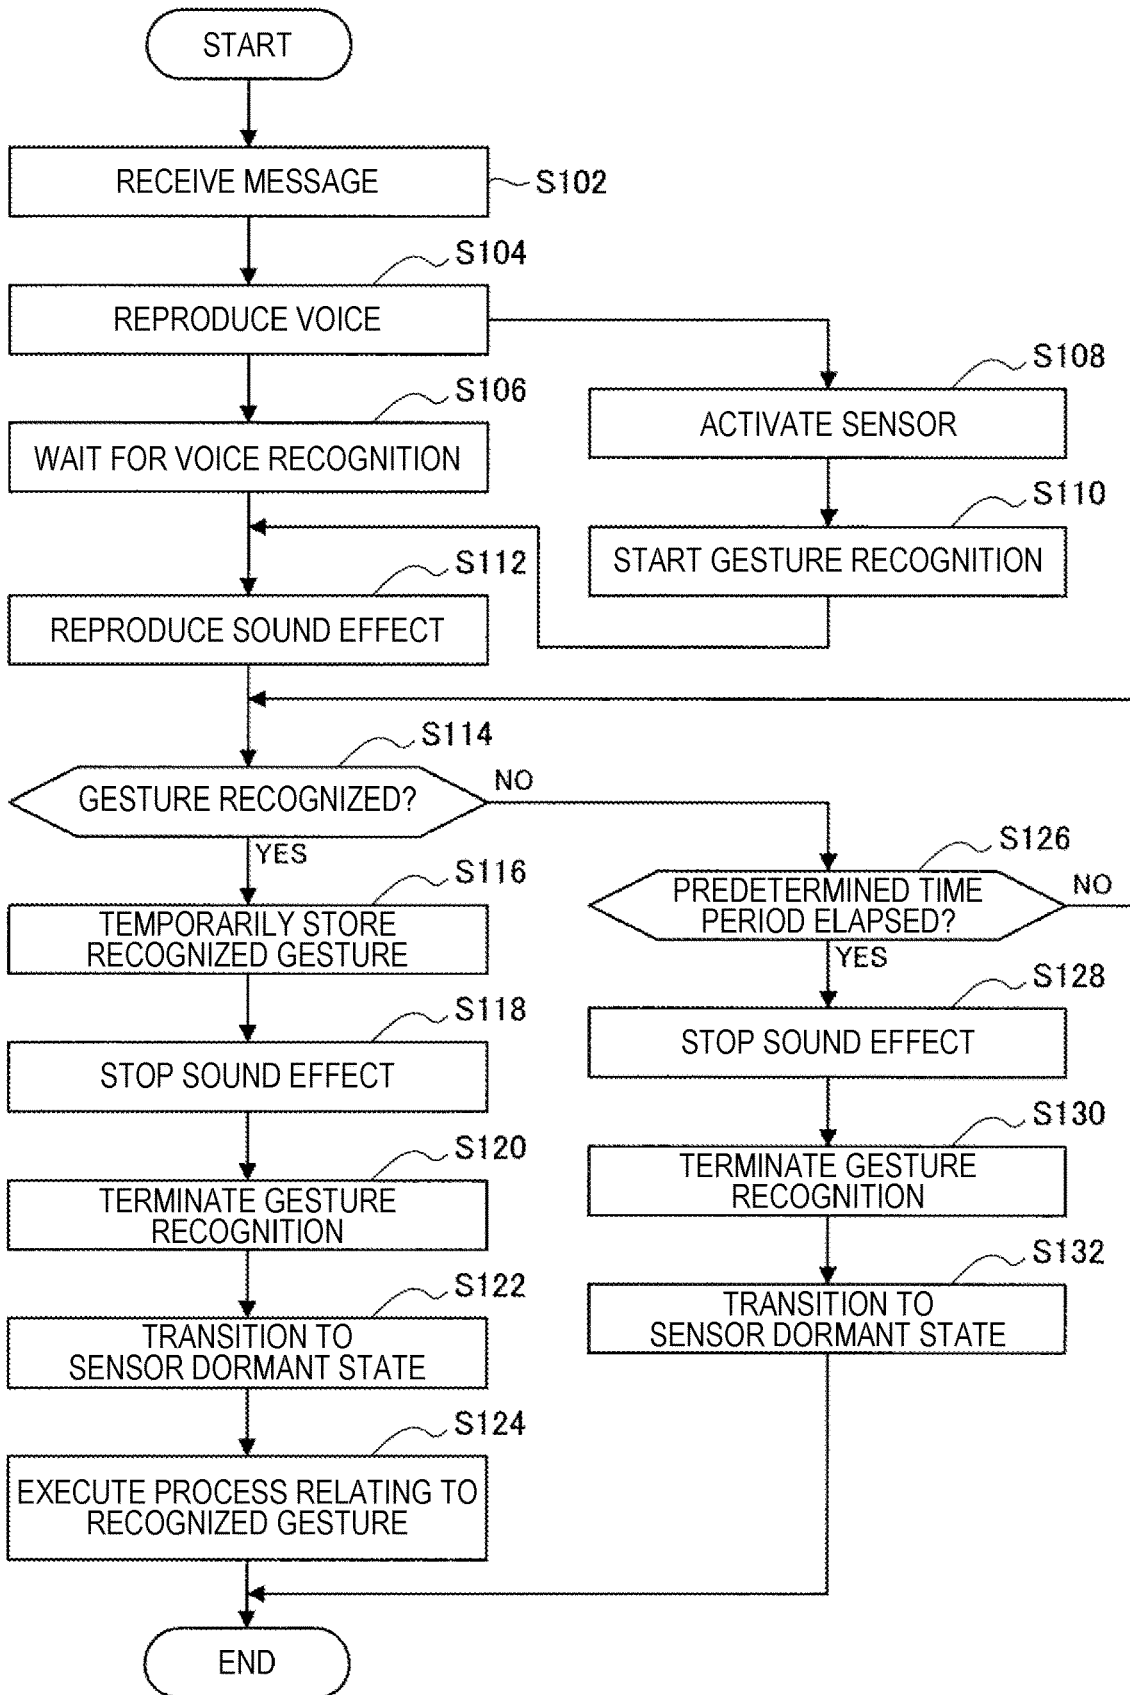 START
RECEIVE MESSAGE
S102
S104
REPRODUCE VOICE
S106
WAIT FOR VOICE RECOGNITION
S108
ACTIVATE SENSOR
S110
START GESTURE RECOGNITION
S112
REPRODUCE SOUND EFFECT
S114
GESTURE RECOGNIZED?
NO
YES
S116
TEMPORARILY STORE
RECOGNIZED GESTURE
S118
STOP SOUND EFFECT
S120
TERMINATE GESTURE
RECOGNITION
S122
TRANSITION TO
SENSOR DORMANT STATE
S124
EXECUTE PROCESS RELATING TO
RECOGNIZED GESTURE
S126
PREDETERMINED TIME
PERIOD ELAPSED?
NO
YES
S128
STOP SOUND EFFECT
S130
TERMINATE GESTURE
RECOGNITION
S132
TRANSITION TO
SENSOR DORMANT STATE
END